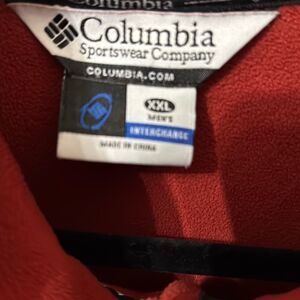 Columbia
Columbia
Sportswear Company
COLUMBIA.COM
XXL
MEN'S
INTERCHANGE
MADE IN CHINA